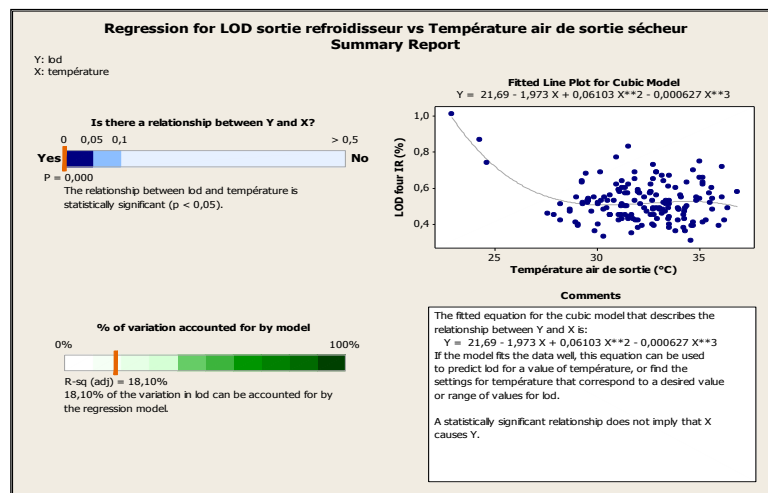 Regression for LOD sortie refroidisseur vs Température air de sortie sécheur
Summary Report
Y: lod
X: température
Is there a relationship between Y and X?
0 0,05 0,1 > 0,5
Yes No
P = 0,000
The relationship between lod and température is
statistically significant (p < 0,05).
% of variation accounted for by model
0% 100%
R-sq (adj) = 18,10%
18,10% of the variation in lod can be accounted for by
the regression model.
Fitted Line Plot for Cubic Model
Y = 21,69 - 1,973 X + 0,06103 X**2 - 0,000627 X**3
1,0
0,8
0,6
0,4
LOD four IR (%)
25 30 35
Température air de sortie (°C)
Comments
The fitted equation for the cubic model that describes the
relationship between Y and X is:
Y = 21,69 - 1,973 X + 0,06103 X**2 - 0,000627 X**3
If the model fits the data well, this equation can be used
to predict lod for a value of température, or find the
settings for température that correspond to a desired value
or range of values for lod.
A statistically significant relationship does not imply that X
causes Y.